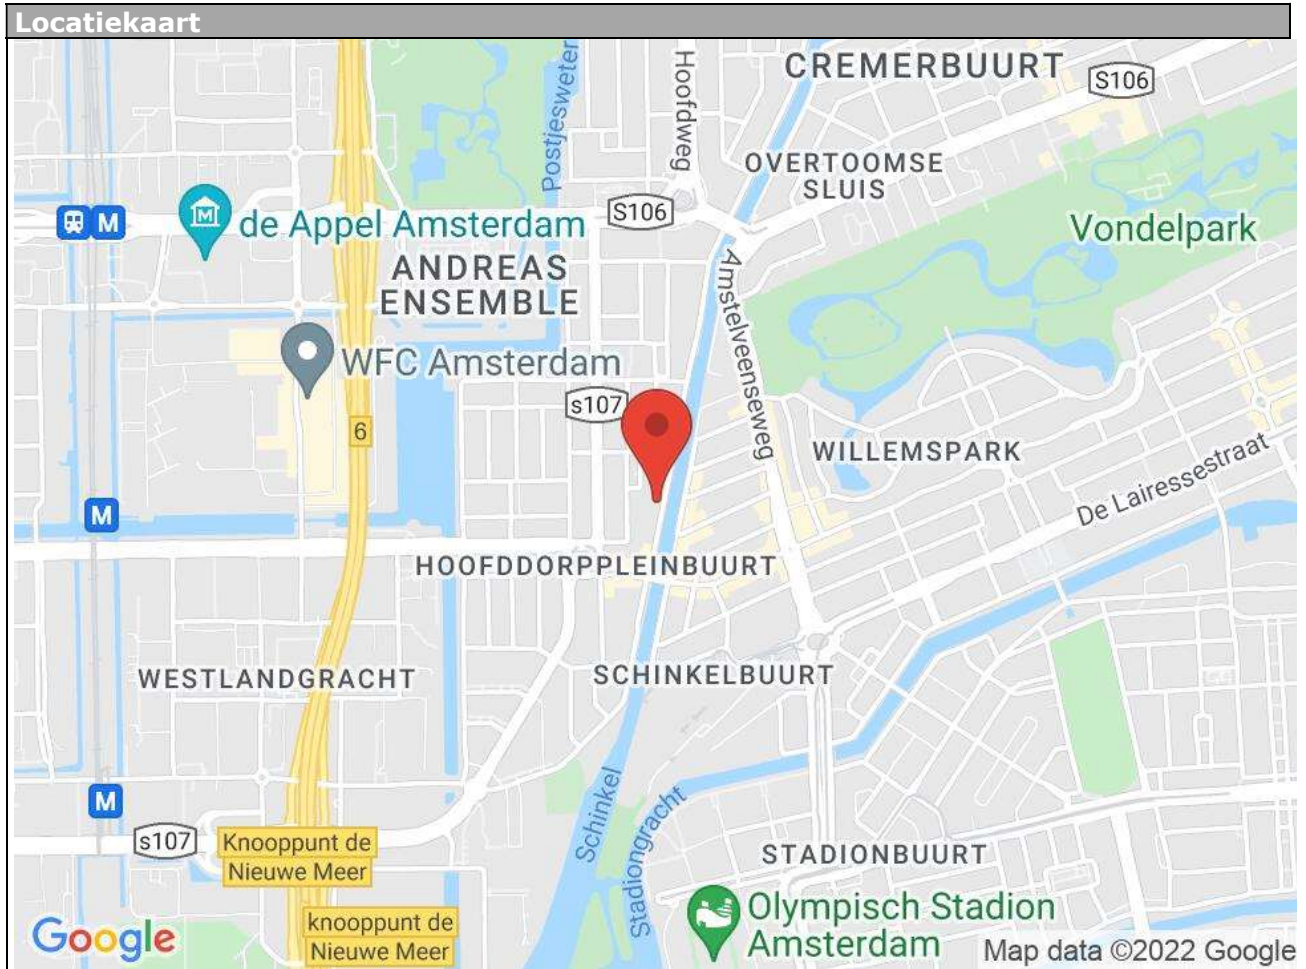 Locatiekaart
CREMERBUURT
S106
Hoofdweg
Postjesweter
OVERTOOMSE
SLUIS
S106
de Appel Amsterdam
Vondelpark
ANDREAS
ENSEMBLE
Amstelveenseweg
WFC Amsterdam
s107
6
WILLEMSPARK
De Lairessestraat
M
M
HOOFDDORPPLEINBUURT
WESTLANDGRACHT
SCHINKELBUURT
M
Schinkel
Stadiongracht
s107
Knooppunt de
Nieuwe Meer
STADIONBUURT
knooppunt de
Nieuwe Meer
Olympisch Stadion
Amsterdam
Google
Map data ©2022 Google